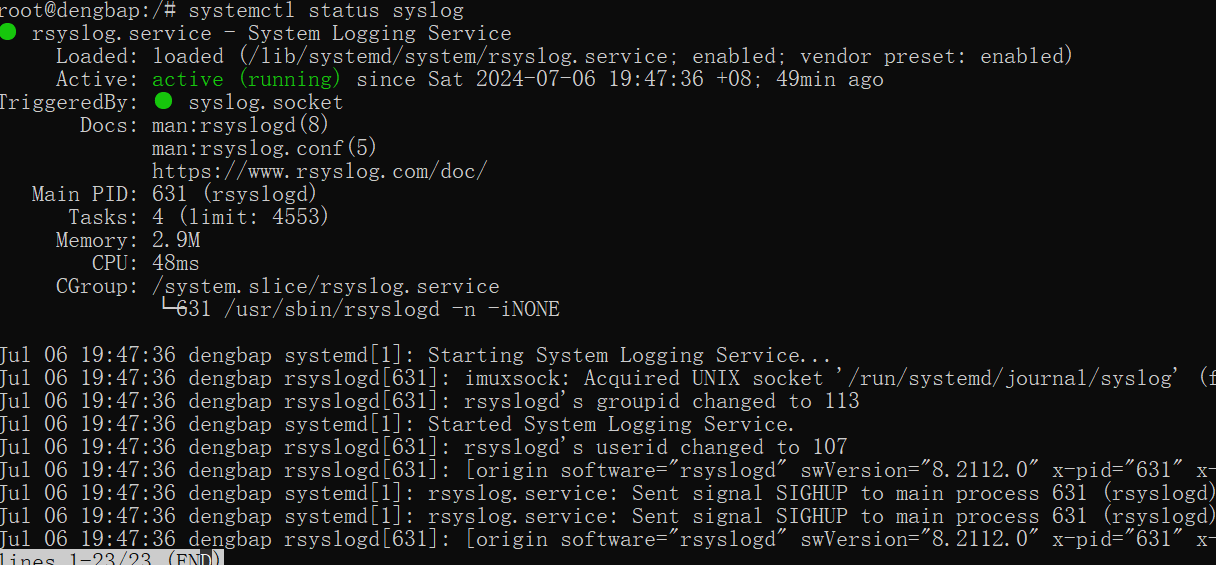 root@dengbap:/# systemctl status syslog
● rsyslog.service - System Logging Service
     Loaded: loaded (/lib/systemd/system/rsyslog.service; enabled; vendor preset: enabled)
     Active: active (running) since Sat 2024-07-06 19:47:36 +08; 49min ago
TriggeredBy: ● syslog.socket
       Docs: man:rsyslogd(8)
             man:rsyslog.conf(5)
             https://www.rsyslog.com/doc/
   Main PID: 631 (rsyslogd)
      Tasks: 4 (limit: 4553)
     Memory: 2.9M
        CPU: 48ms
     CGroup: /system.slice/rsyslog.service
             └─631 /usr/sbin/rsyslogd -n -iNONE

Jul 06 19:47:36 dengbap systemd[1]: Starting System Logging Service...
Jul 06 19:47:36 dengbap rsyslogd[631]: imuxsock: Acquired UNIX socket '/run/systemd/journal/syslog' (f
Jul 06 19:47:36 dengbap rsyslogd[631]: rsyslogd's groupid changed to 113
Jul 06 19:47:36 dengbap systemd[1]: Started System Logging Service.
Jul 06 19:47:36 dengbap rsyslogd[631]: rsyslogd's userid changed to 107
Jul 06 19:47:36 dengbap rsyslogd[631]: [origin software="rsyslogd" swVersion="8.2112.0" x-pid="631" x-
Jul 06 19:47:36 dengbap systemd[1]: rsyslog.service: Sent signal SIGHUP to main process 631 (rsyslogd)
Jul 06 19:47:36 dengbap systemd[1]: rsyslog.service: Sent signal SIGHUP to main process 631 (rsyslogd)
Jul 06 19:47:36 dengbap rsyslogd[631]: [origin software="rsyslogd" swVersion="8.2112.0" x-pid="631" x-
lines 1-23/23 (END)